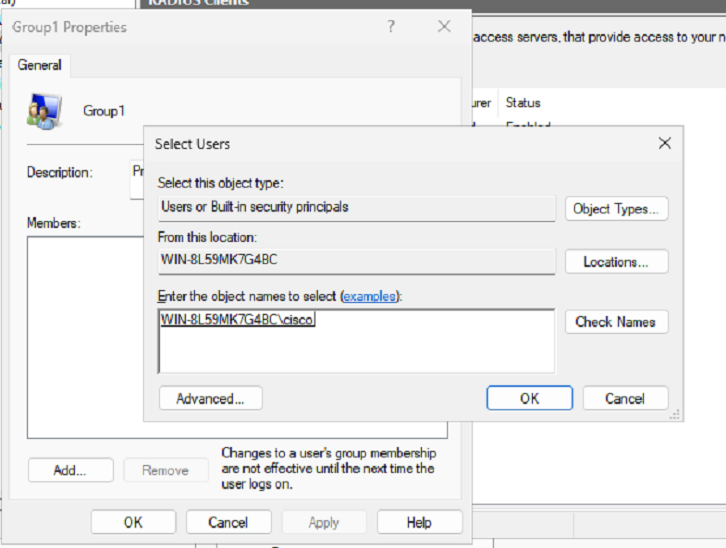 RADIUS Clients
Group1 Properties
access servers, that provide access to your n
General
Group1
urer Status
Select Users
Description:
Select this object type:
Users or Built-in security principals
Object Types...
Members:
From this location:
WIN-8L59MK7G4BC
Locations...
Enter the object names to select (examples):
WIN-8L59MK7G4BC\cisco
Check Names
Advanced...
OK
Cancel
Add...
Remove
Changes to a user's group membership
are not effective until the next time the
user logs on.
OK
Cancel
Apply
Help